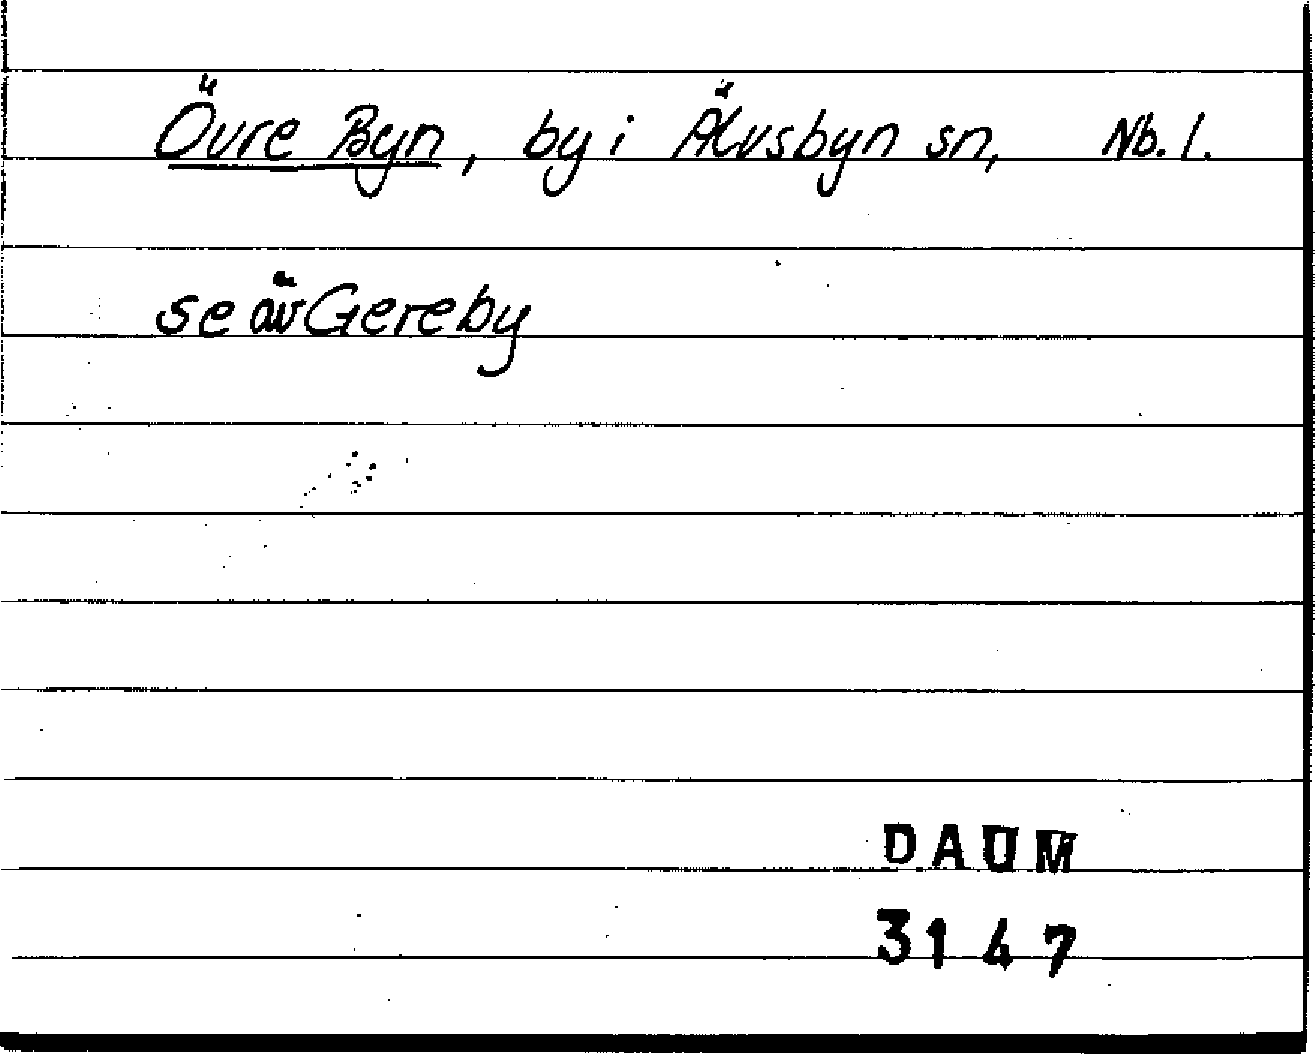 Övre Byn, by i Älvsbyn sn, Nb. l.
se äv Gereby
DAUM
3147